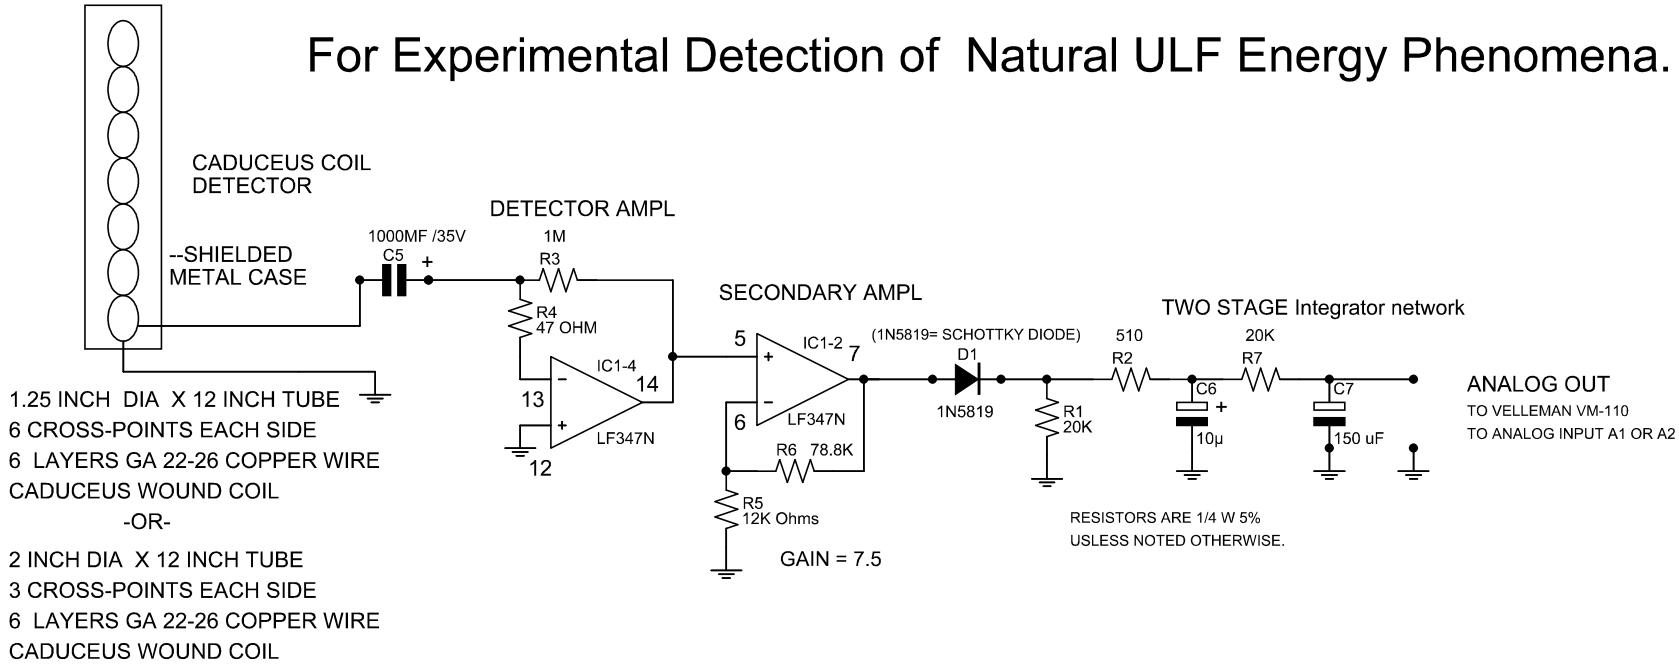 For Experimental Detection of Natural ULF Energy Phenomena.
CADUCEUS COIL
DETECTOR
--SHIELDED
METAL CASE
1000MF /35V
C5
+
DETECTOR AMPL
1M
R3
R4
47 OHM
IC1-4
14
13
12
−
+
LF347N
SECONDARY AMPL
5
6
7
+
−
IC1-2
LF347N
R6 78.8K
R5
12K Ohms
GAIN = 7.5
(1N5819= SCHOTTKY DIODE)
D1
1N5819
R1
20K
TWO STAGE Integrator network
510
R2
20K
R7
C6
+
10µ
C7
150 uF
ANALOG OUT
TO VELLEMAN VM-110
TO ANALOG INPUT A1 OR A2
RESISTORS ARE 1/4 W 5%
USLESS NOTED OTHERWISE.
1.25 INCH DIA X 12 INCH TUBE
6 CROSS-POINTS EACH SIDE
6 LAYERS GA 22-26 COPPER WIRE
CADUCEUS WOUND COIL
-OR-
2 INCH DIA X 12 INCH TUBE
3 CROSS-POINTS EACH SIDE
6 LAYERS GA 22-26 COPPER WIRE
CADUCEUS WOUND COIL